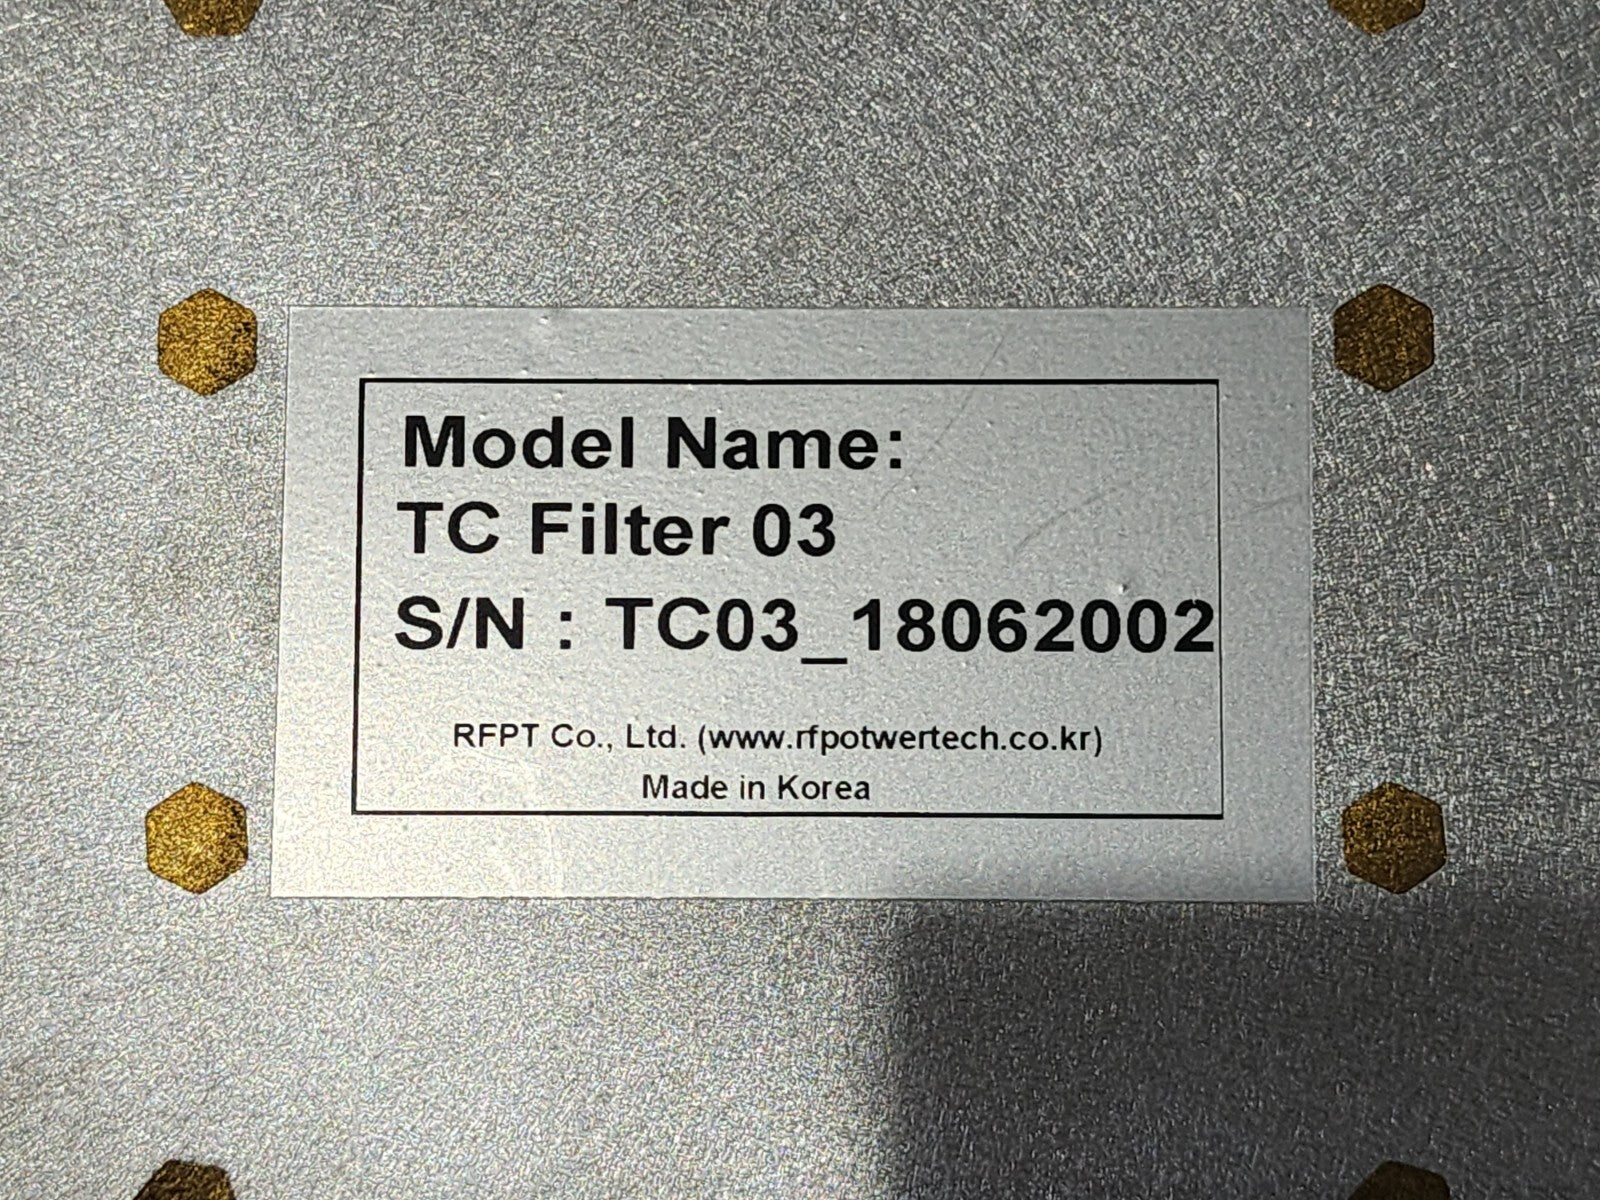 Model Name:
TC Filter 03
S/N : TC03_18062002
RFPT Co., Ltd. (www.rfpotwertech.co.kr)
Made in Korea